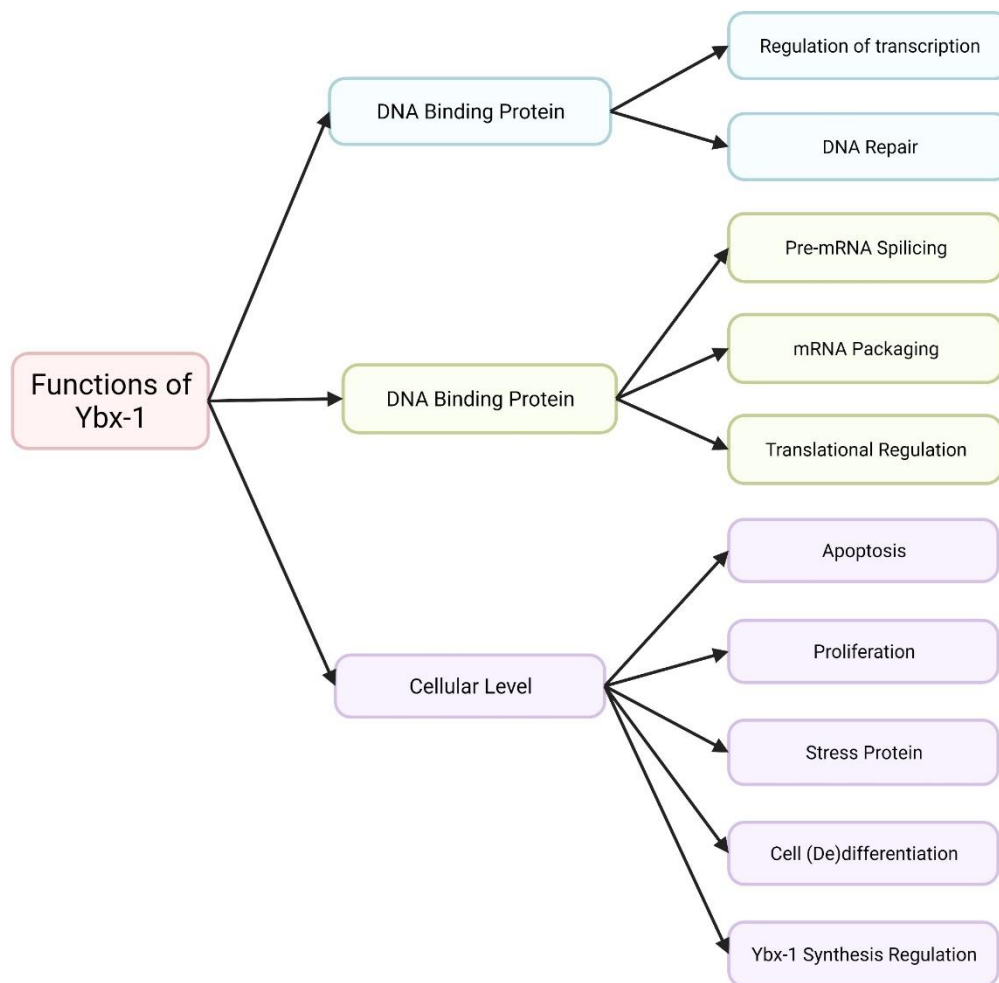 Functions of
Ybx-1
DNA Binding Protein
Regulation of transcription
DNA Repair
DNA Binding Protein
Pre-mRNA Spilicing
mRNA Packaging
Translational Regulation
Cellular Level
Apoptosis
Proliferation
Stress Protein
Cell (De)differentiation
Ybx-1 Synthesis Regulation